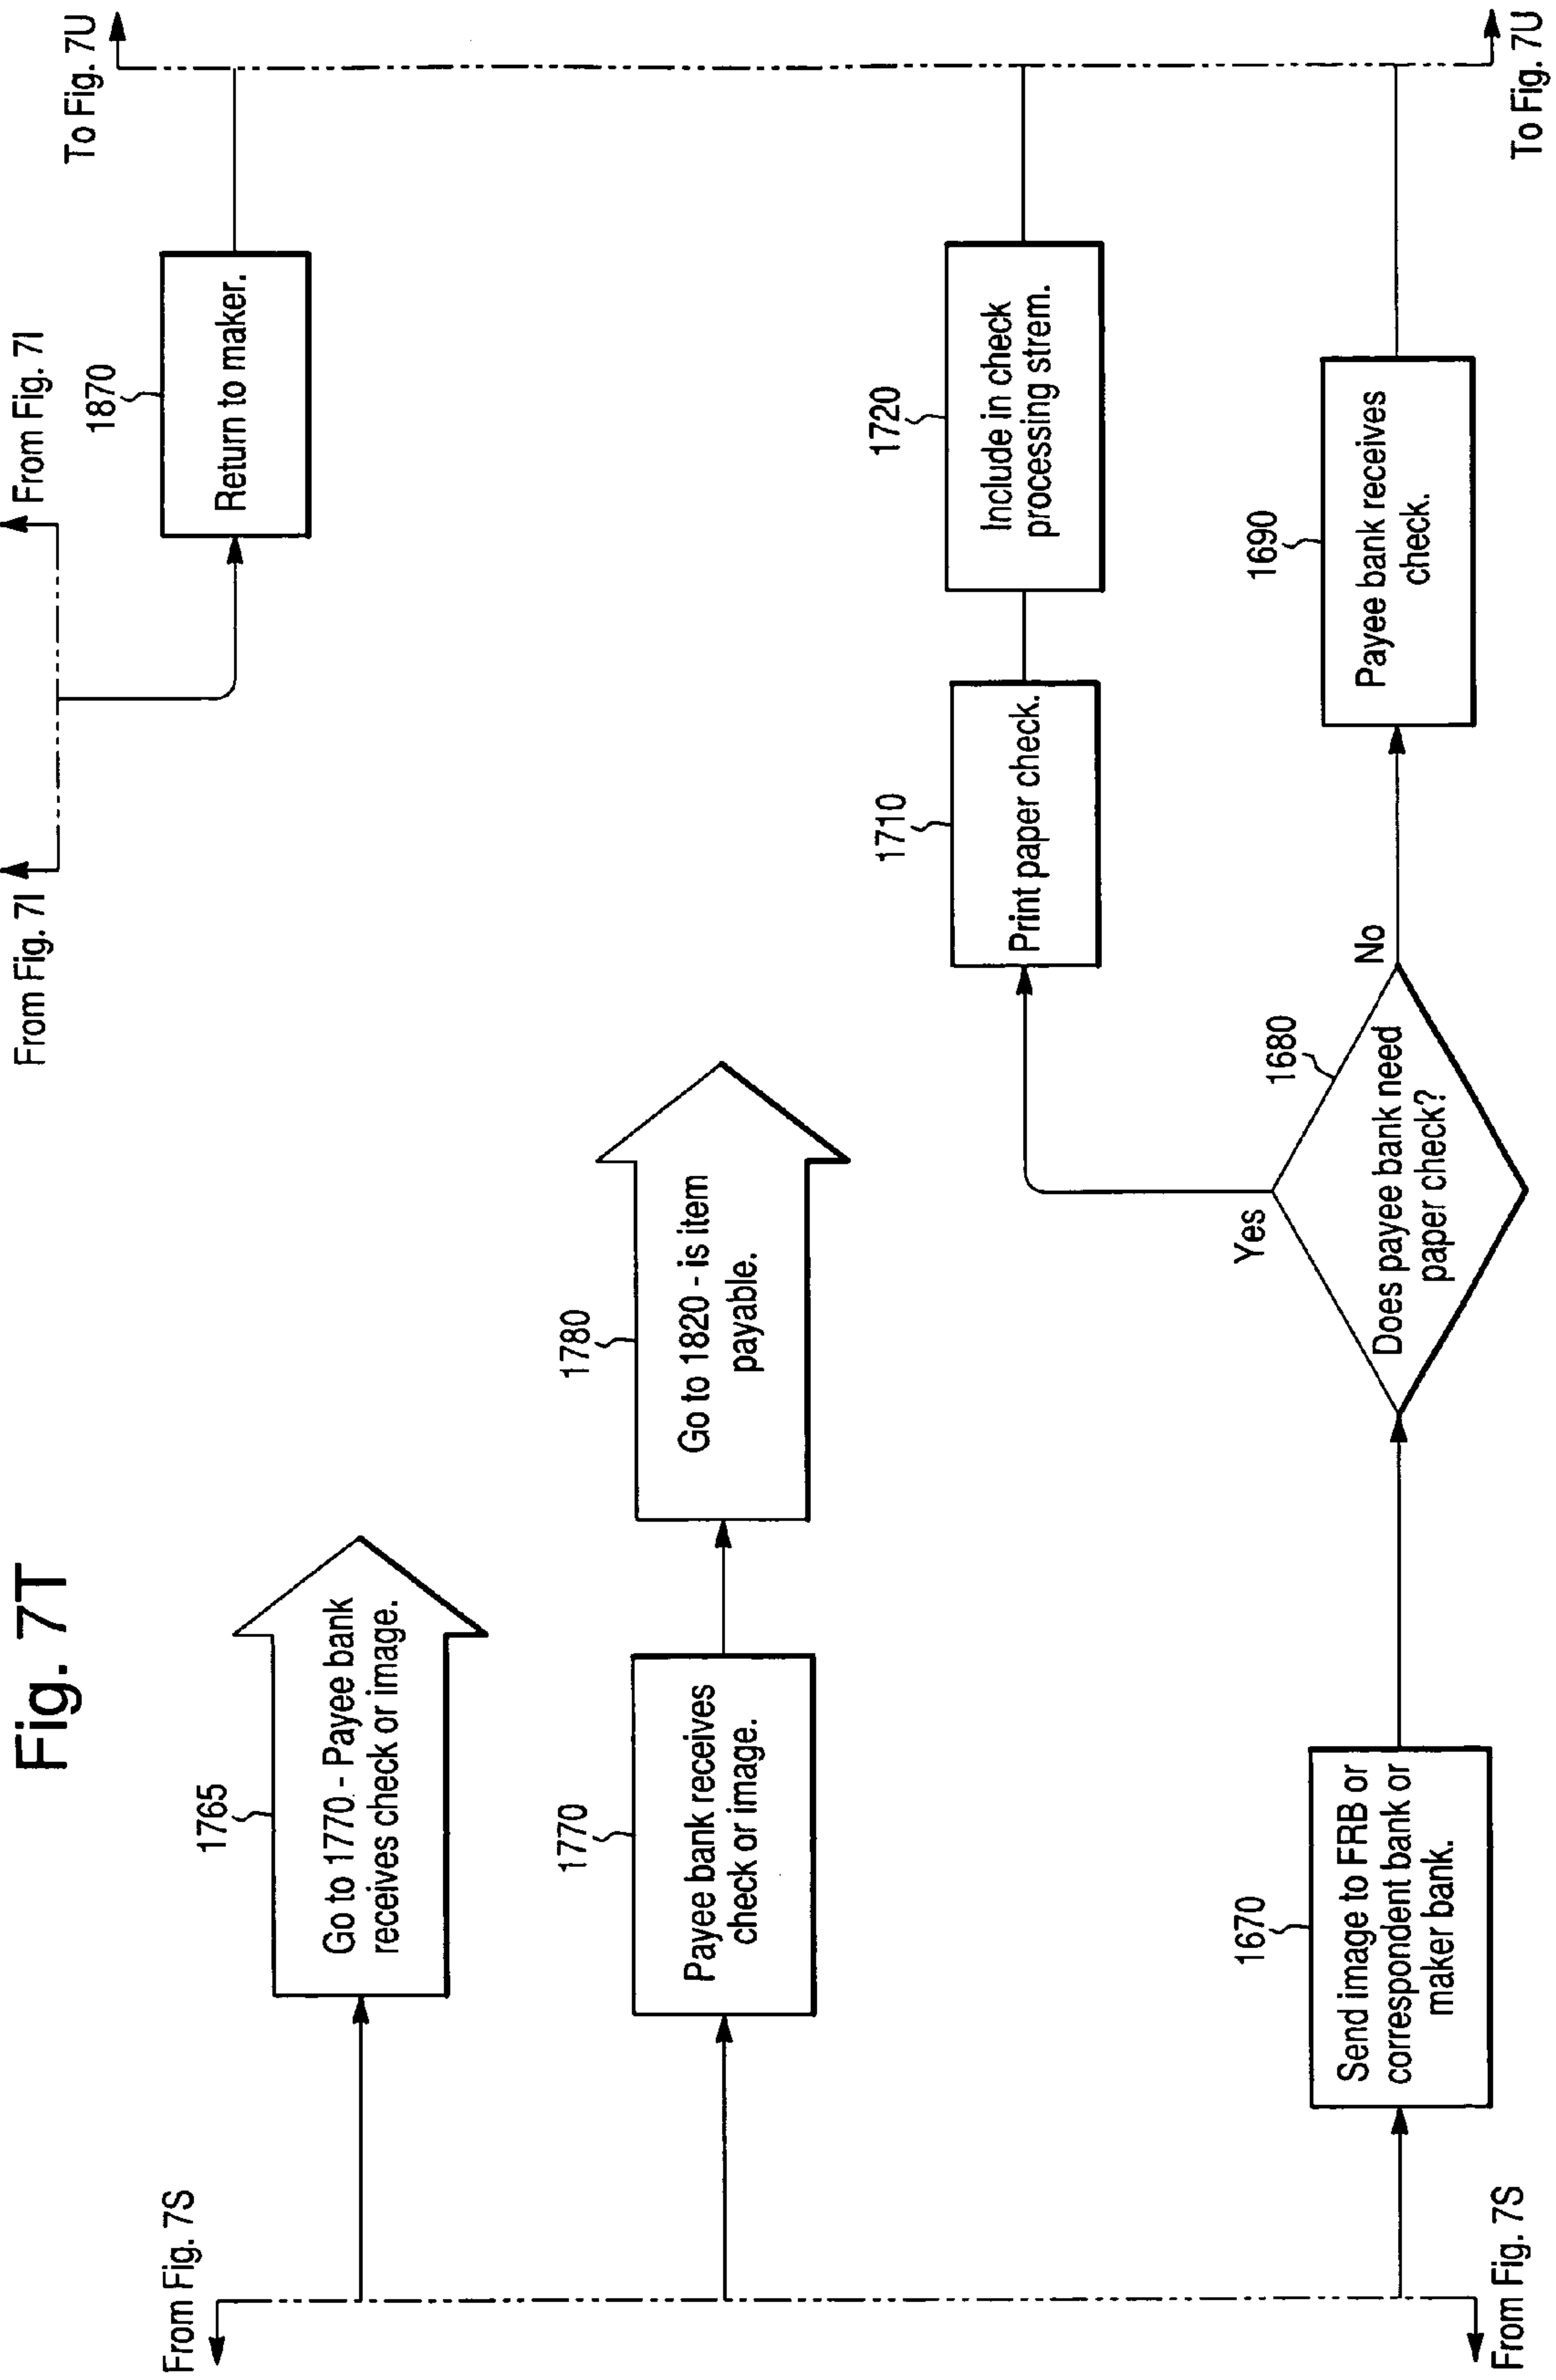 Fig. 7T
From Fig. 7I
From Fig. 7I
To Fig. 7U
1870
Return to maker.
From Fig. 7S
1765
Go to 1770 - Payee bank
receives check or image.
1770
Payee bank receives
check or image.
1780
Go to 1820 - is item
payable.
1710
Print paper check.
1720
Include in check
processing strem.
1670
Send image to FRB or
correspondent bank or
maker bank.
1680
Does payee bank need
paper check?
Yes
No
1690
Payee bank receives
check.
From Fig. 7S
To Fig. 7U